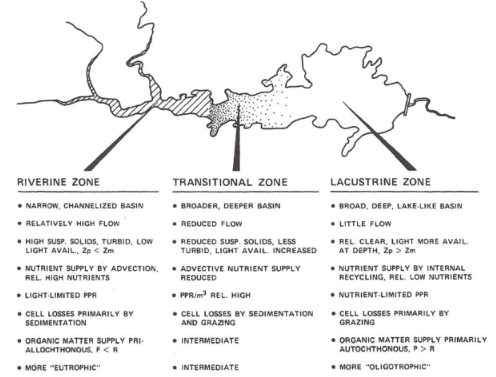 RIVERINE ZONE
• NARROW, CHANNELIZED BASIN
• RELATIVELY HIGH FLOW
• HIGH SUSP. SOLIDS, TURBID, LOW
LIGHT AVAIL., Zp < Zm
• NUTRIENT SUPPLY BY ADVECTION,
REL. HIGH NUTRIENTS
• LIGHT-LIMITED PPR
• CELL LOSSES PRIMARILY BY
SEDIMENTATION
• ORGANIC MATTER SUPPLY PRI-
ALLOCHTHONOUS, P < R
• MORE "EUTROPHIC"
TRANSITIONAL ZONE
• BROADER, DEEPER BASIN
• REDUCED FLOW
• REDUCED SUSP. SOLIDS, LESS
TURBID, LIGHT AVAIL. INCREASED
• ADVECTIVE NUTRIENT SUPPLY
REDUCED
• PPR/m³ REL. HIGH
• CELL LOSSES BY SEDIMENTATION
AND GRAZING
• INTERMEDIATE
• INTERMEDIATE
LACUSTRINE ZONE
• BROAD, DEEP, LAKE-LIKE BASIN
• LITTLE FLOW
• REL. CLEAR, LIGHT MORE AVAIL.
AT DEPTH, Zp > Zm
• NUTRIENT SUPPLY BY INTERNAL
RECYCLING, REL. LOW NUTRIENTS
• NUTRIENT-LIMITED PPR
• CELL LOSSES PRIMARILY BY
GRAZING
• ORGANIC MATTER SUPPLY PRIMARILY
AUTOCHTHONOUS, P > R
• MORE "OLIGOTROPHIC"